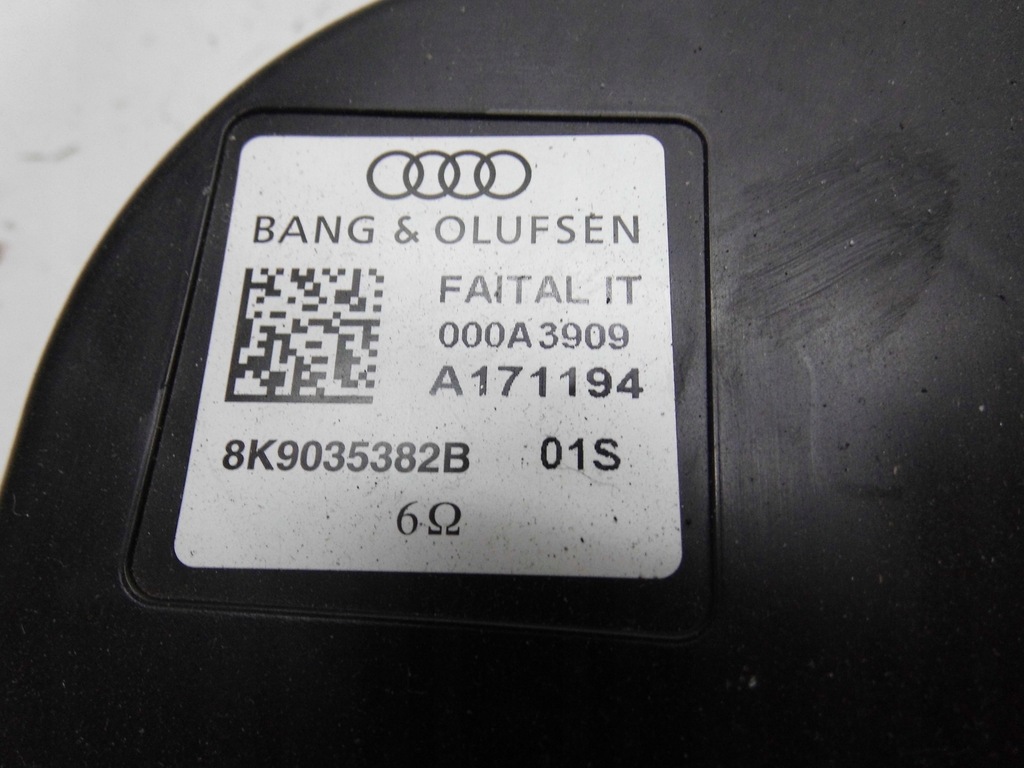 BANG & OLUFSEN
FAITAL IT
000A3909
A171194
8K9035382B 01S
6Ω